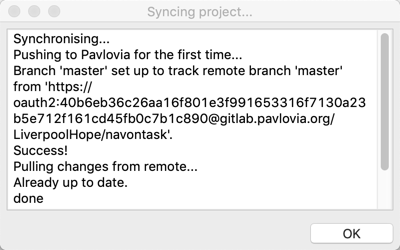 Syncing project...
Synchronising...
Pushing to Pavlovia for the first time...
Branch 'master' set up to track remote branch 'master'
from 'https://
oauth2:40b6eb36c26aa16f801e3f991653316f7130a23
b5e712f161cd45fb0c7b1c890@gitlab.pavlovia.org/
LiverpoolHope/navontask'.
Success!
Pulling changes from remote...
Already up to date.
done
OK